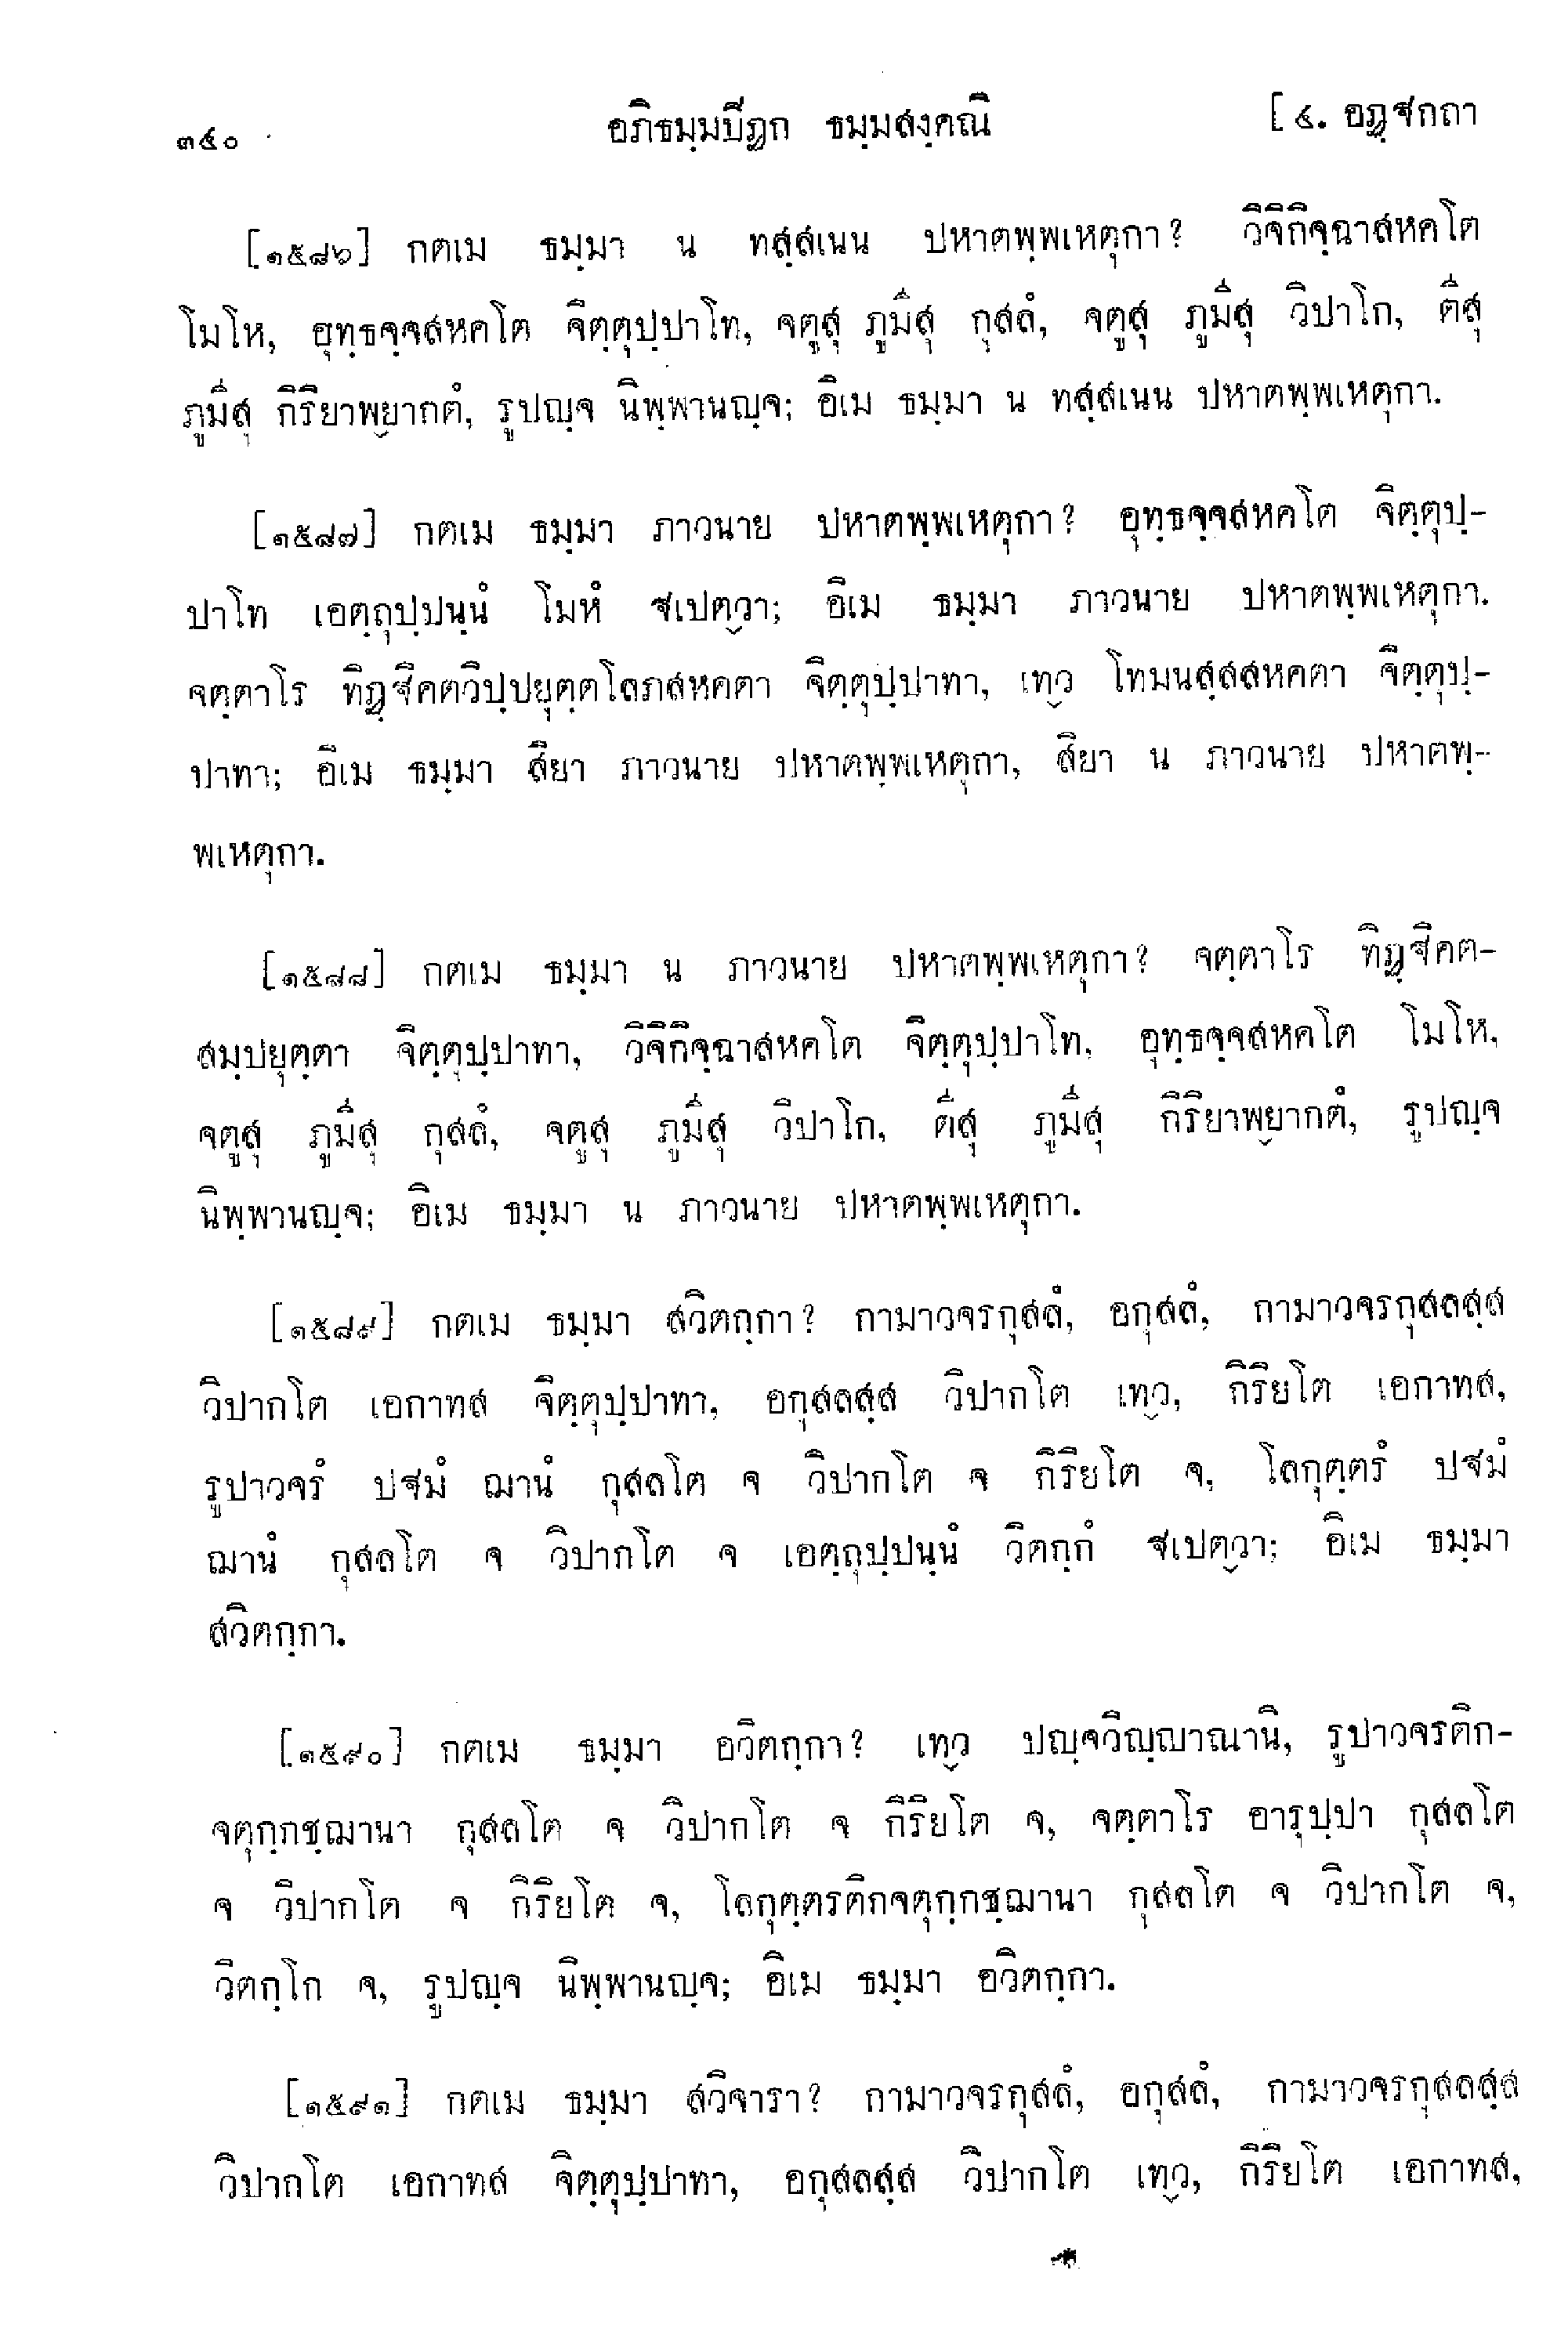 ๓๔๐ อภิธมฺมปิฏก ธมฺมสงฺคณิ [ ๔. อฏฺฐกถา
[๑๕๘๖] กตเม ธมฺมา น ทสฺสเนน ปหาตพฺพเหตุกา? วิจิกิจฺฉาสหคโต
โมโห, อุทฺธจฺจสหคโต จิตฺตุปฺปาโท, จตูสุ ภูมีสุ กุสลํ, จตูสุ ภูมีสุ วิปาโก, ตีสุ
ภูมีสุ กิริยาพฺยากตํ, รูปญฺจ นิพฺพานญฺจ; อิเม ธมฺมา น ทสฺสเนน ปหาตพฺพเหตุกา.
[๑๕๘๗] กตเม ธมฺมา ภาวนาย ปหาตพฺพเหตุกา? อุทฺธจฺจสหคโต จิตฺตุปฺ-
ปาโท เอตฺถุปฺปนฺนํ โมหํ ฐเปตฺวา; อิเม ธมฺมา ภาวนาย ปหาตพฺพเหตุกา.
จตฺตาโร ทิฏฺฐิคตวิปฺปยุตฺตโลภสหคตา จิตฺตุปฺปาทา, เทฺว โทมนสฺสสหคตา จิตฺตุปฺ-
ปาทา; อิเม ธมฺมา สิยา ภาวนาย ปหาตพฺพเหตุกา, สิยา น ภาวนาย ปหาตพฺ-
พเหตุกา.
[๑๕๘๘] กตเม ธมฺมา น ภาวนาย ปหาตพฺพเหตุกา? จตฺตาโร ทิฏฺฐิคต-
สมฺปยุตฺตา จิตฺตุปฺปาทา, วิจิกิจฺฉาสหคโต จิตฺตุปฺปาโท, อุทฺธจฺจสหคโต โมโห,
จตูสุ ภูมีสุ กุสลํ, จตูสุ ภูมีสุ วิปาโก, ตีสุ ภูมีสุ กิริยาพฺยากตํ, รูปญฺจ
นิพฺพานญฺจ; อิเม ธมฺมา น ภาวนาย ปหาตพฺพเหตุกา.
[๑๕๘๙] กตเม ธมฺมา สวิตกฺกา? กามาวจรกุสลํ, อกุสลํ, กามาวจรกุสลสฺส
วิปากโต เอกาทส จิตฺตุปฺปาทา, อกุสลสฺส วิปากโต เทฺว, กิริยโต เอกาทส,
รูปาวจรํ ปฐมํ ฌานํ กุสลโต จ วิปากโต จ กิริยโต จ, โลกุตฺตรํ ปฐมํ
ฌานํ กุสลโต จ วิปากโต จ เอตฺถุปฺปนฺนํ วิตกฺกํ ฐเปตฺวา; อิเม ธมฺมา
สวิตกฺกา.
[๑๕๙๐] กตเม ธมฺมา อวิตกฺกา? เทฺว ปญฺจวิญฺญาณานิ, รูปาวจรติก-
จตุกฺกชฺฌานา กุสลโต จ วิปากโต จ กิริยโต จ, จตฺตาโร อารุปฺปา กุสลโต
จ วิปากโต จ กิริยโต จ, โลกุตฺตรติกจตุกฺกชฺฌานา กุสลโต จ วิปากโต จ,
วิตกฺโก จ, รูปญฺจ นิพฺพานญฺจ; อิเม ธมฺมา อวิตกฺกา.
[๑๕๙๑] กตเม ธมฺมา สวิจารา? กามาวจรกุสลํ, อกุสลํ, กามาวจรกุสลสฺส
วิปากโต เอกาทส จิตฺตุปฺปาทา, อกุสลสฺส วิปากโต เทฺว, กิริยโต เอกาทส,